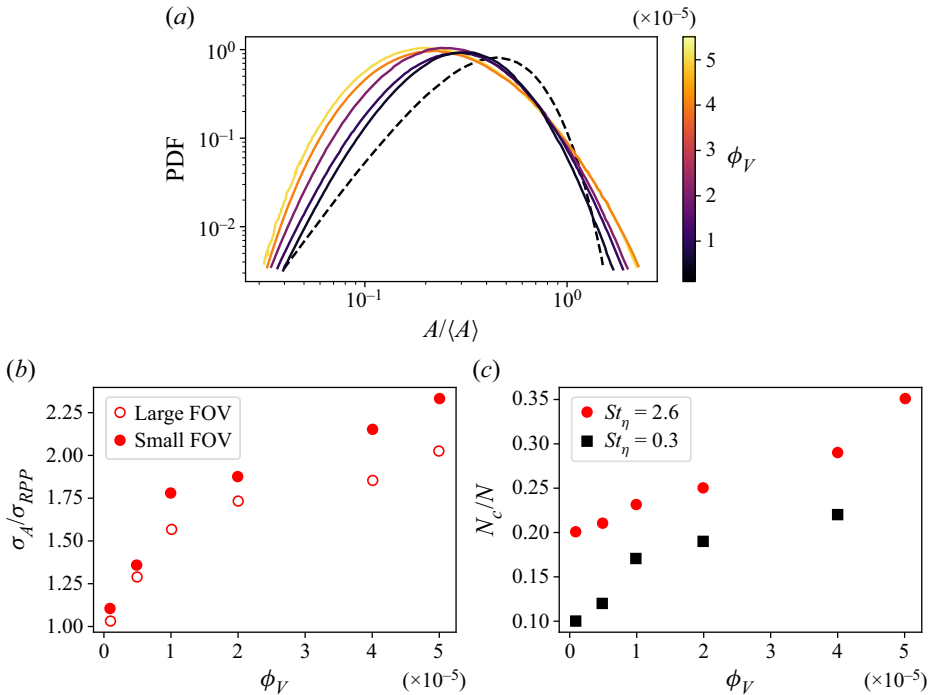 (a)
(×10⁻⁵)
PDF
10⁰
10⁻¹
10⁻²
10⁻¹
10⁰
A/⟨A⟩
5
4
3
2
1
ϕ_V
(b)
σ_A/σ_RPP
2.25
2.00
1.75
1.50
1.25
1.00
Large FOV
Small FOV
0 1 2 3 4 5
ϕ_V
(×10⁻⁵)
(c)
N_c/N
0.35
0.30
0.25
0.20
0.15
0.10
St_η = 2.6
St_η = 0.3
0 1 2 3 4 5
ϕ_V
(×10⁻⁵)